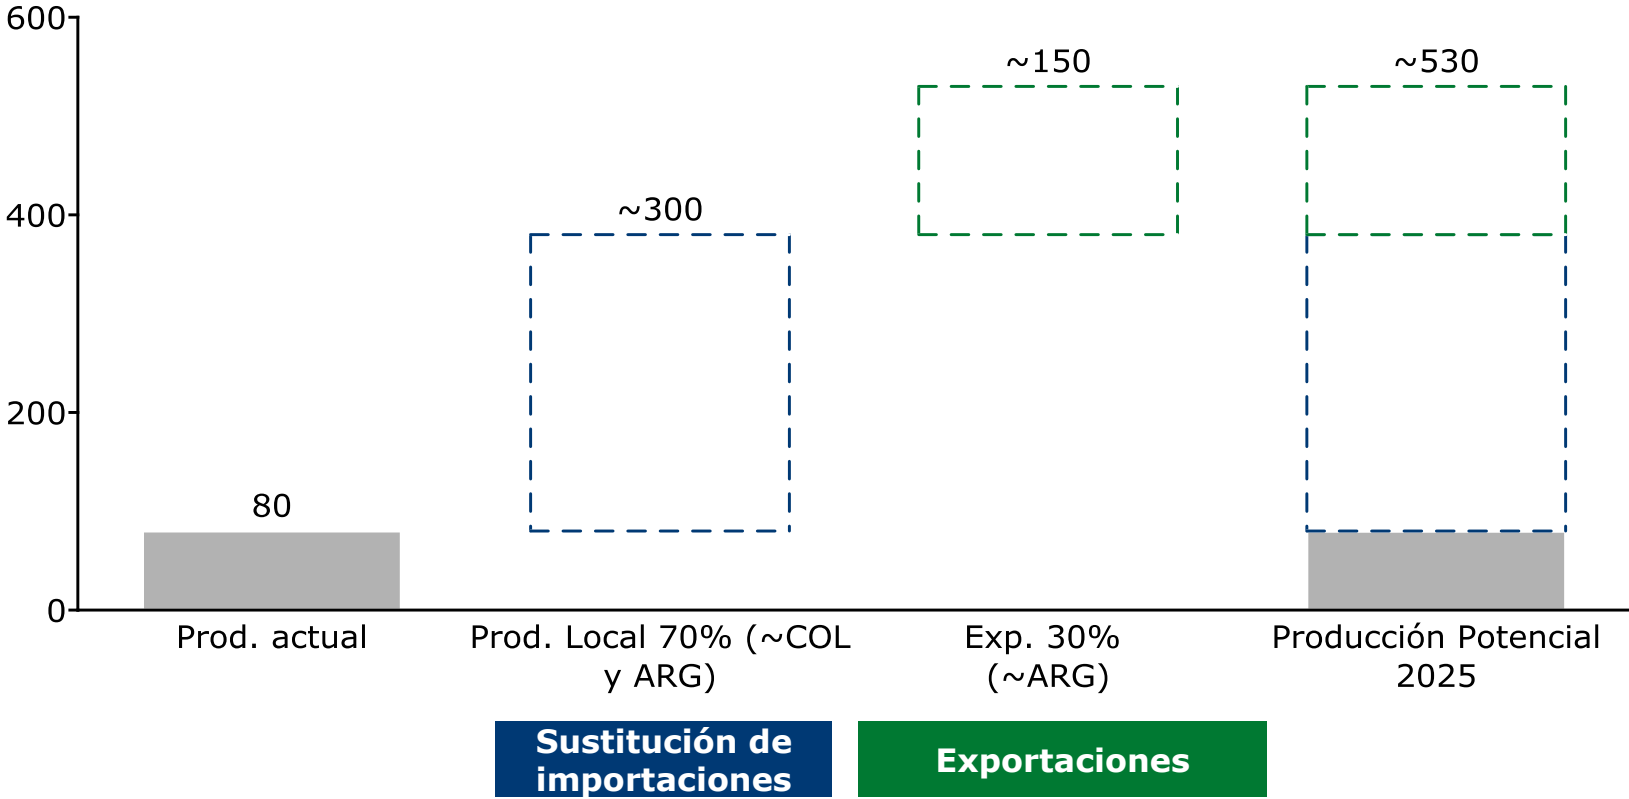 600
400
200
0
80
~300
~150
~530
Prod. actual
Prod. Local 70% (~COL
y ARG)
Exp. 30%
(~ARG)
Producción Potencial
2025
Sustitución de
importaciones
Exportaciones